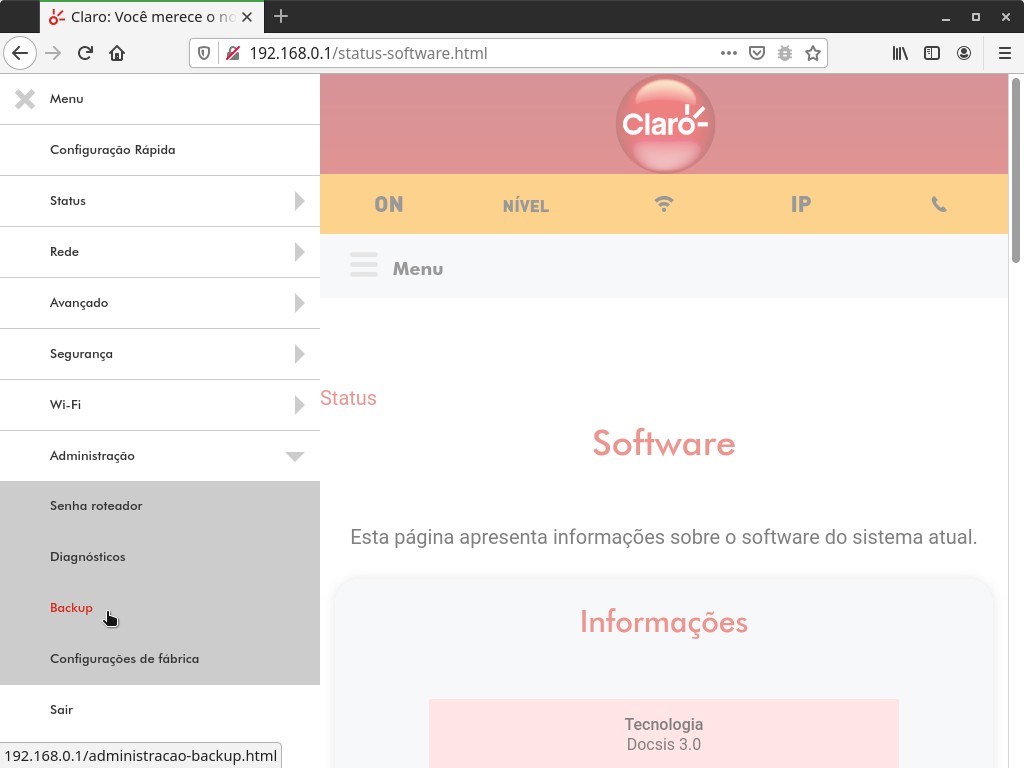 Claro: Você merece o no
192.168.0.1/status-software.html
Menu
Configuração Rápida
Status
Rede
Avançado
Segurança
Wi-Fi
Administração
Senha roteador
Diagnósticos
Backup
Configurações de fábrica
Sair
192.168.0.1/administracao-backup.html
Claro
ON NÍVEL IP
Menu
Status
Software
Esta página apresenta informações sobre o software do sistema atual.
Informações
Tecnologia
Docsis 3.0